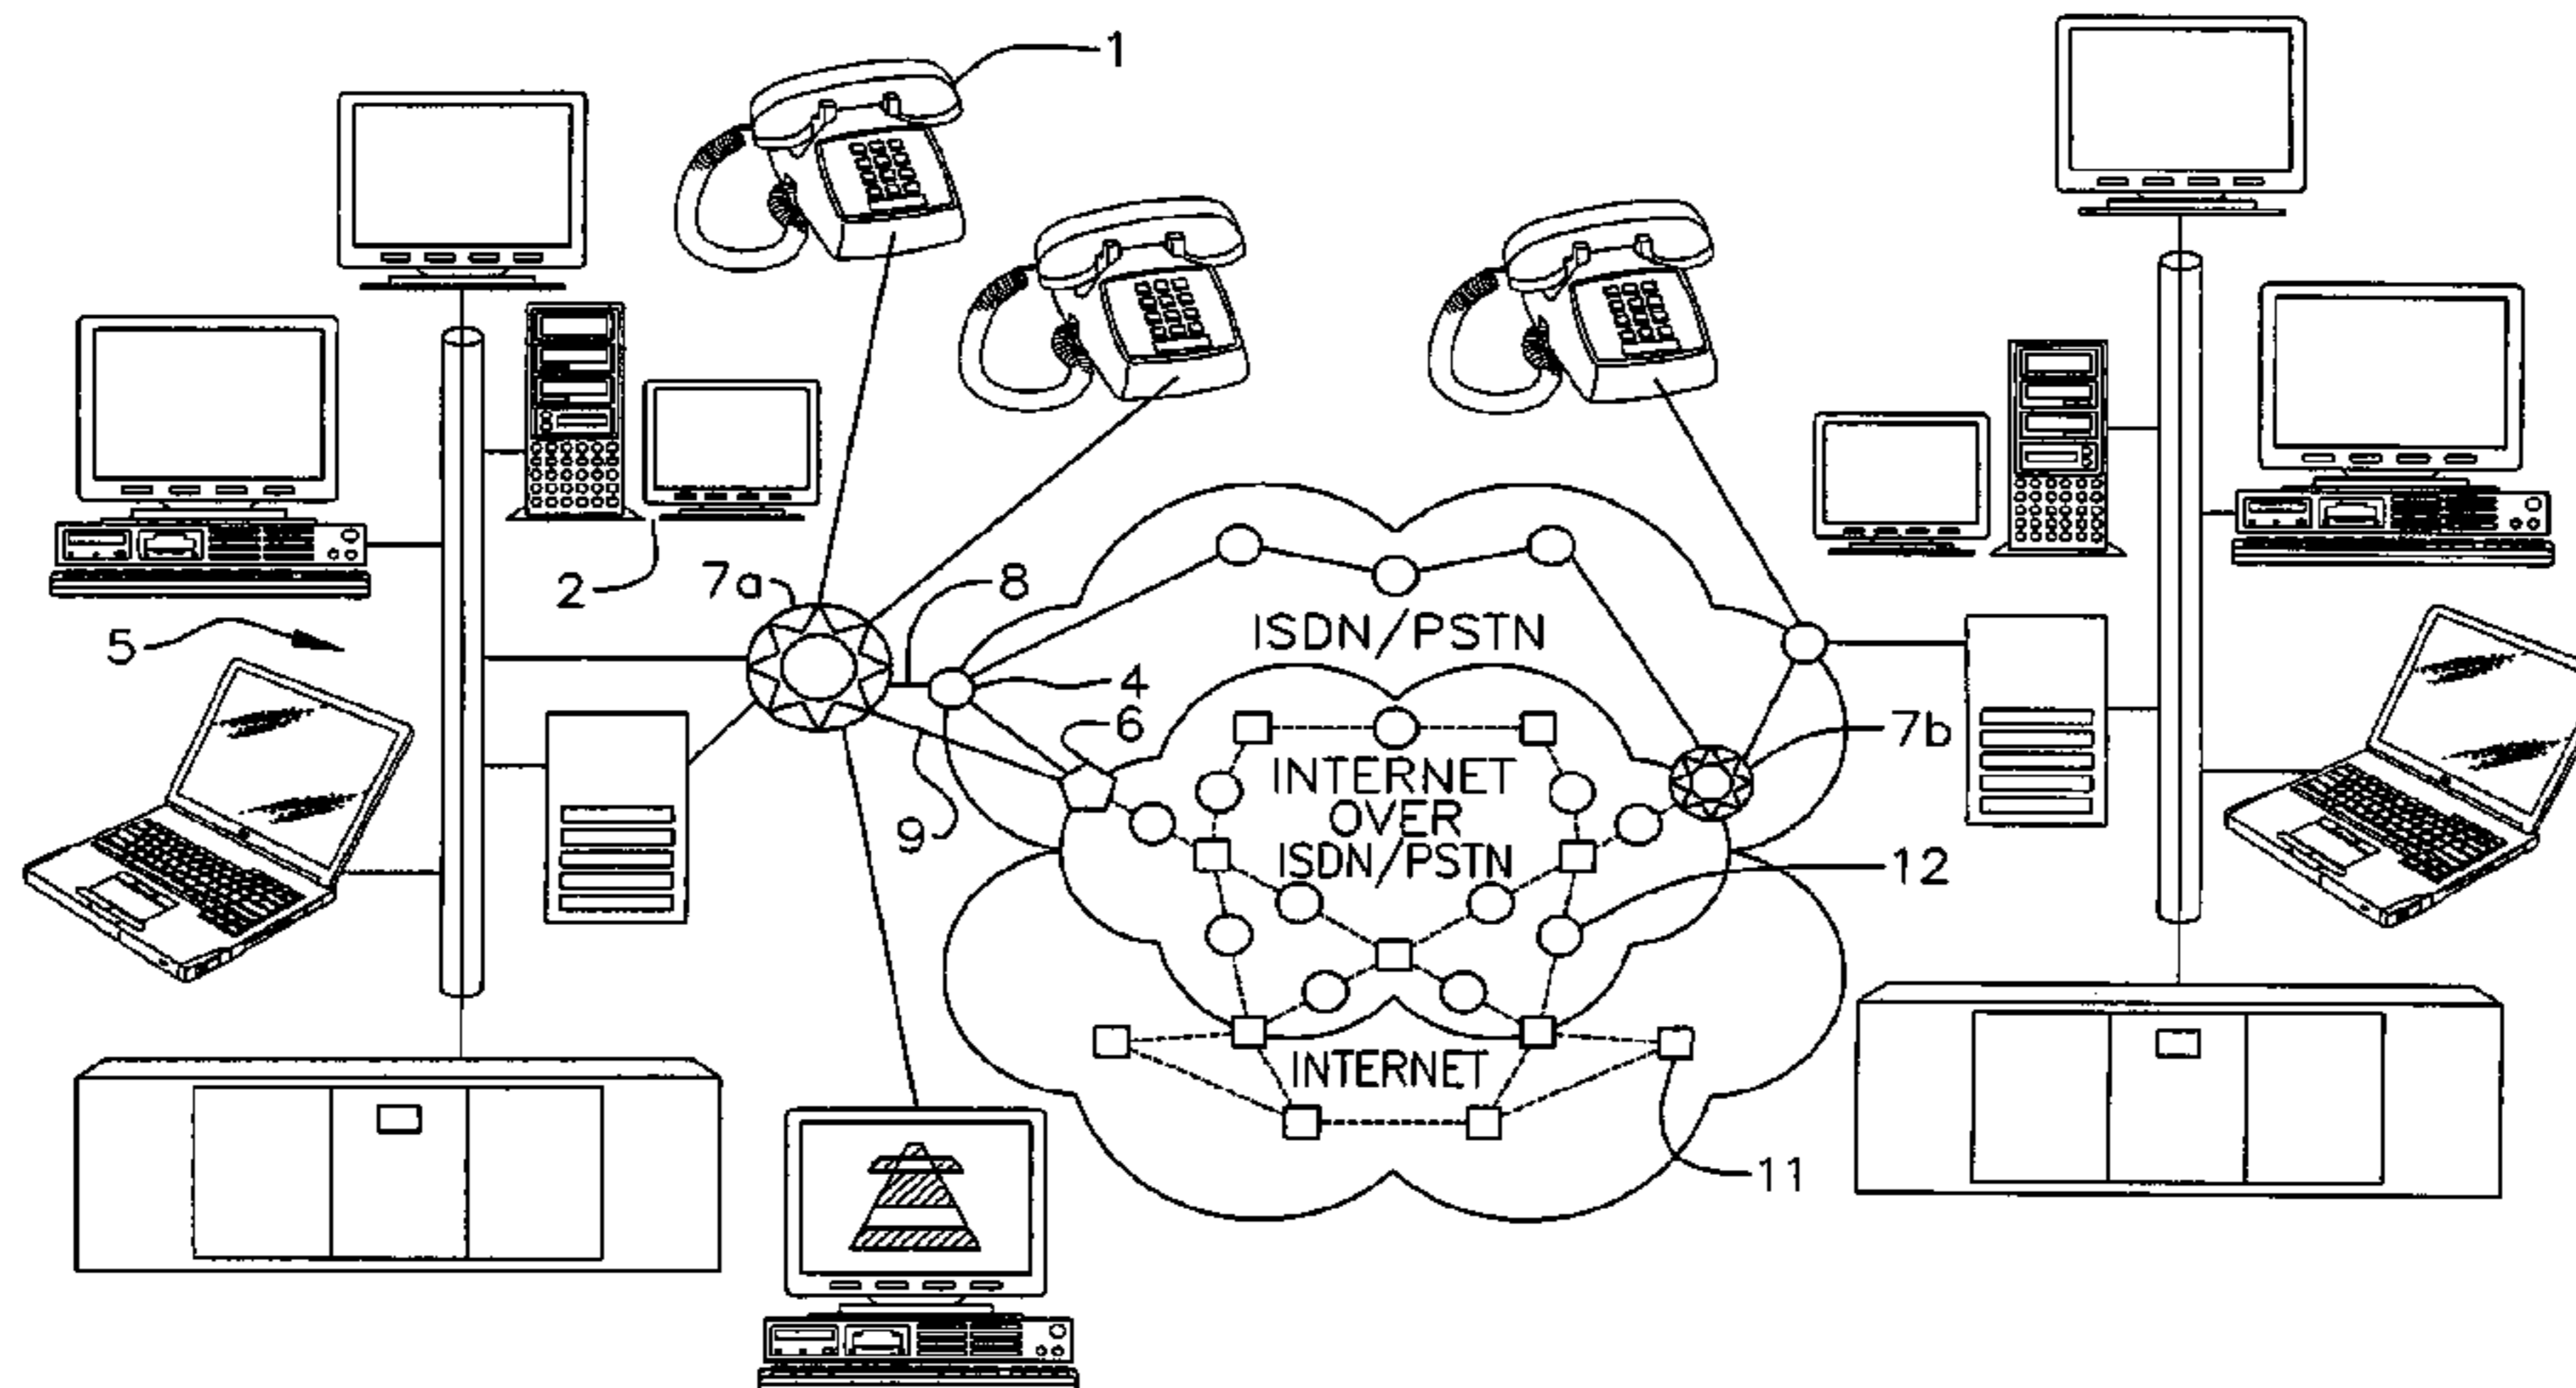 1
2
7a
8
5
ISDN/PSTN
4
6
7b
INTERNET
OVER
ISDN/PSTN
9
12
INTERNET
11